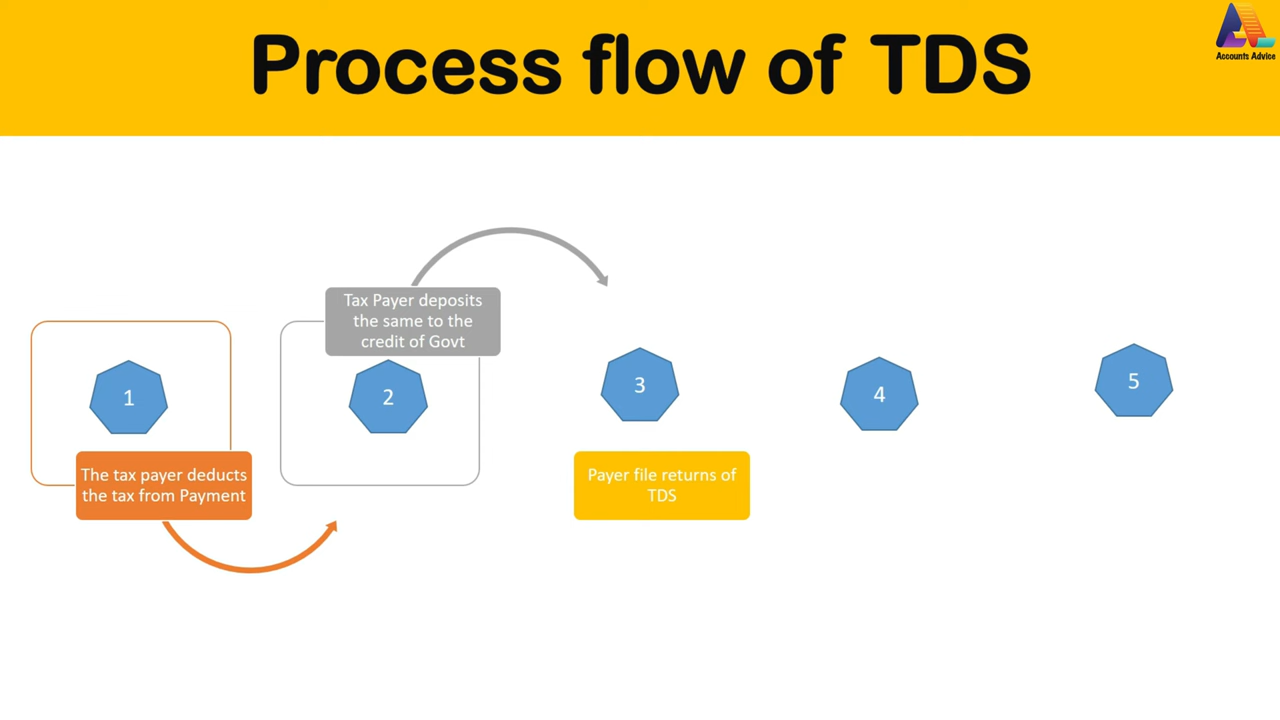 Process flow of TDS
Accounts Advice
Tax Payer deposits
the same to the
credit of Govt
1
2
3
4
5
The tax payer deducts
the tax from Payment
Payer file returns of
TDS